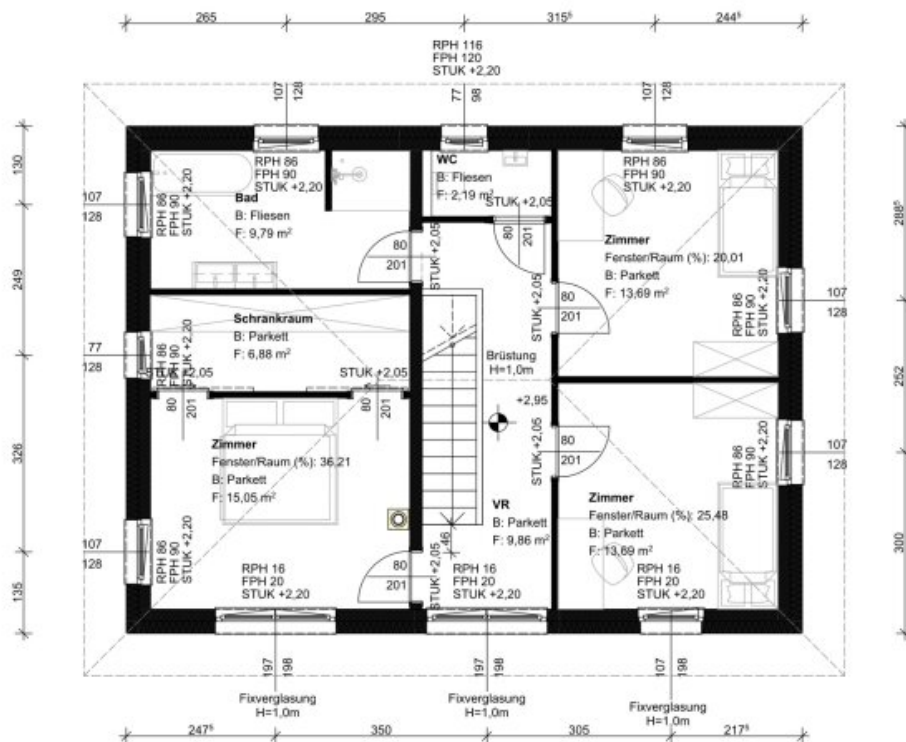 265
295
315⁵
244⁵
RPH 116
FPH 120
STUK +2,20
107
128
77
98
107
128
130
249
326
135
107
128
77
128
107
128
RPH 86
FPH 90
STUK +2,20
Bad
B: Fliesen
F: 9,79 m²
RPH 86
FPH 90
STUK +2,20
80
201
STUK +2,05
WC
B: Fliesen
F: 2,19 m²
STUK +2,05
80
201
RPH 86
FPH 90
STUK +2,20
Zimmer
Fenster/Raum (%): 20,01
B: Parkett
F: 13,69 m²
80
201
STUK +2,05
RPH 86
FPH 90
STUK +2,20
107
128
288⁵
252
300
Schrankraum
B: Parkett
F: 6,88 m²
RPH 86
FPH 90
STUK +2,20
STUK +2,05
STUK +2,05
80
201
80
201
Brüstung
H=1,0m
+2,95
Zimmer
Fenster/Raum (%): 36,21
B: Parkett
F: 15,05 m²
RPH 86
FPH 90
STUK +2,20
80
201
STUK +2,05
46
VR
B: Parkett
F: 9,86 m²
80
201
STUK +2,05
Zimmer
Fenster/Raum (%): 25,48
B: Parkett
F: 13,69 m²
RPH 86
FPH 90
STUK +2,20
107
128
RPH 16
FPH 20
STUK +2,20
RPH 16
FPH 20
STUK +2,20
RPH 16
FPH 20
STUK +2,20
197
198
197
198
107
198
Fixverglasung
H=1,0m
Fixverglasung
H=1,0m
Fixverglasung
H=1,0m
247⁵
350
305
217⁵